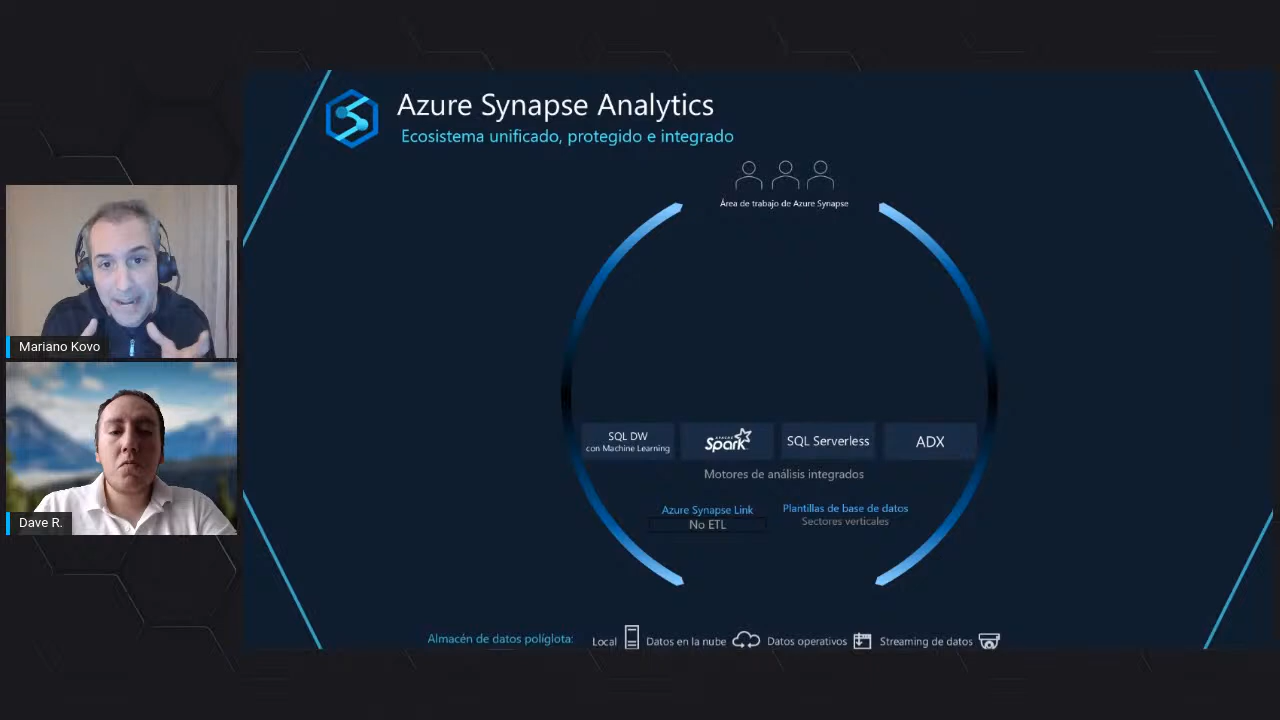 Azure Synapse Analytics
Ecosistema unificado, protegido e integrado
Área de trabajo de Azure Synapse
Mariano Kovo
Dave R.
SQL DW
con Machine Learning
APACHE
Spark
SQL Serverless
ADX
Motores de análisis integrados
Azure Synapse Link
No ETL
Plantillas de base de datos
Sectores verticales
Almacén de datos políglota:
Local
Datos en la nube
Datos operativos
Streaming de datos